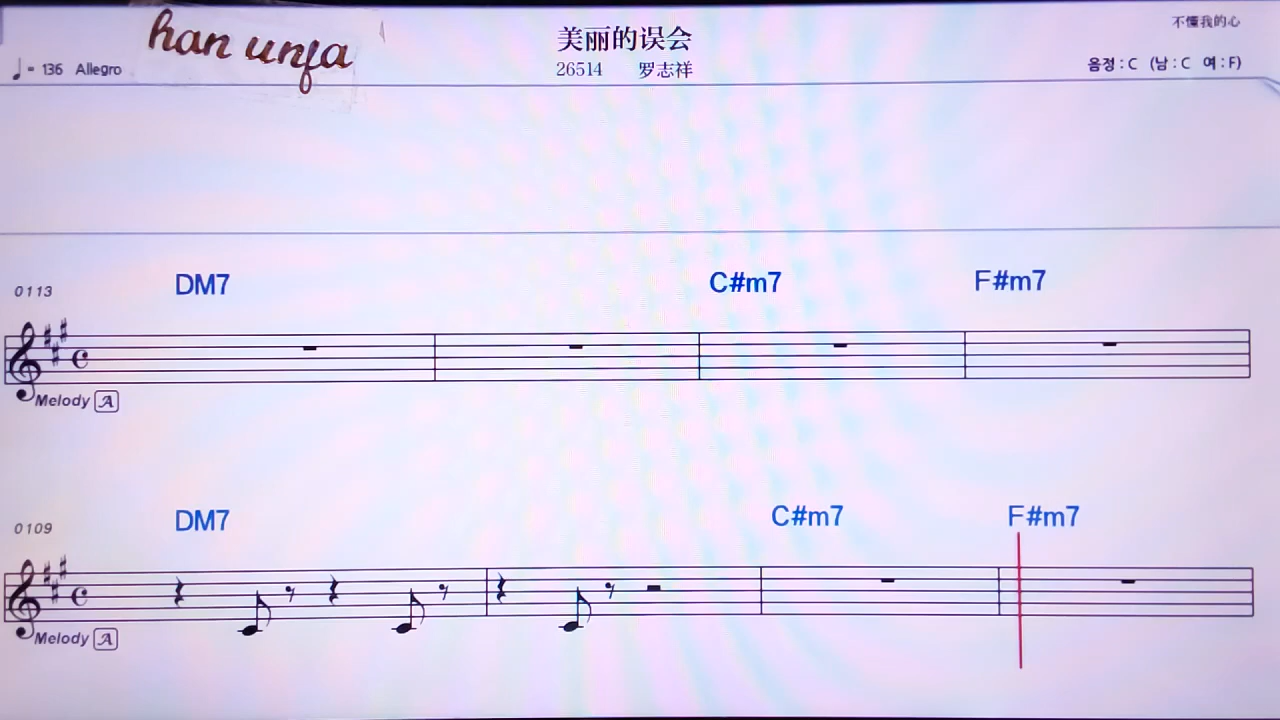 han unfa
美丽的误会
不懂我的心
♩= 136 Allegro
26514 罗志祥
음정 : C (남 : C 여 : F)
0113 DM7 C#m7 F#m7
Melody A
0109 DM7 C#m7 F#m7
Melody A